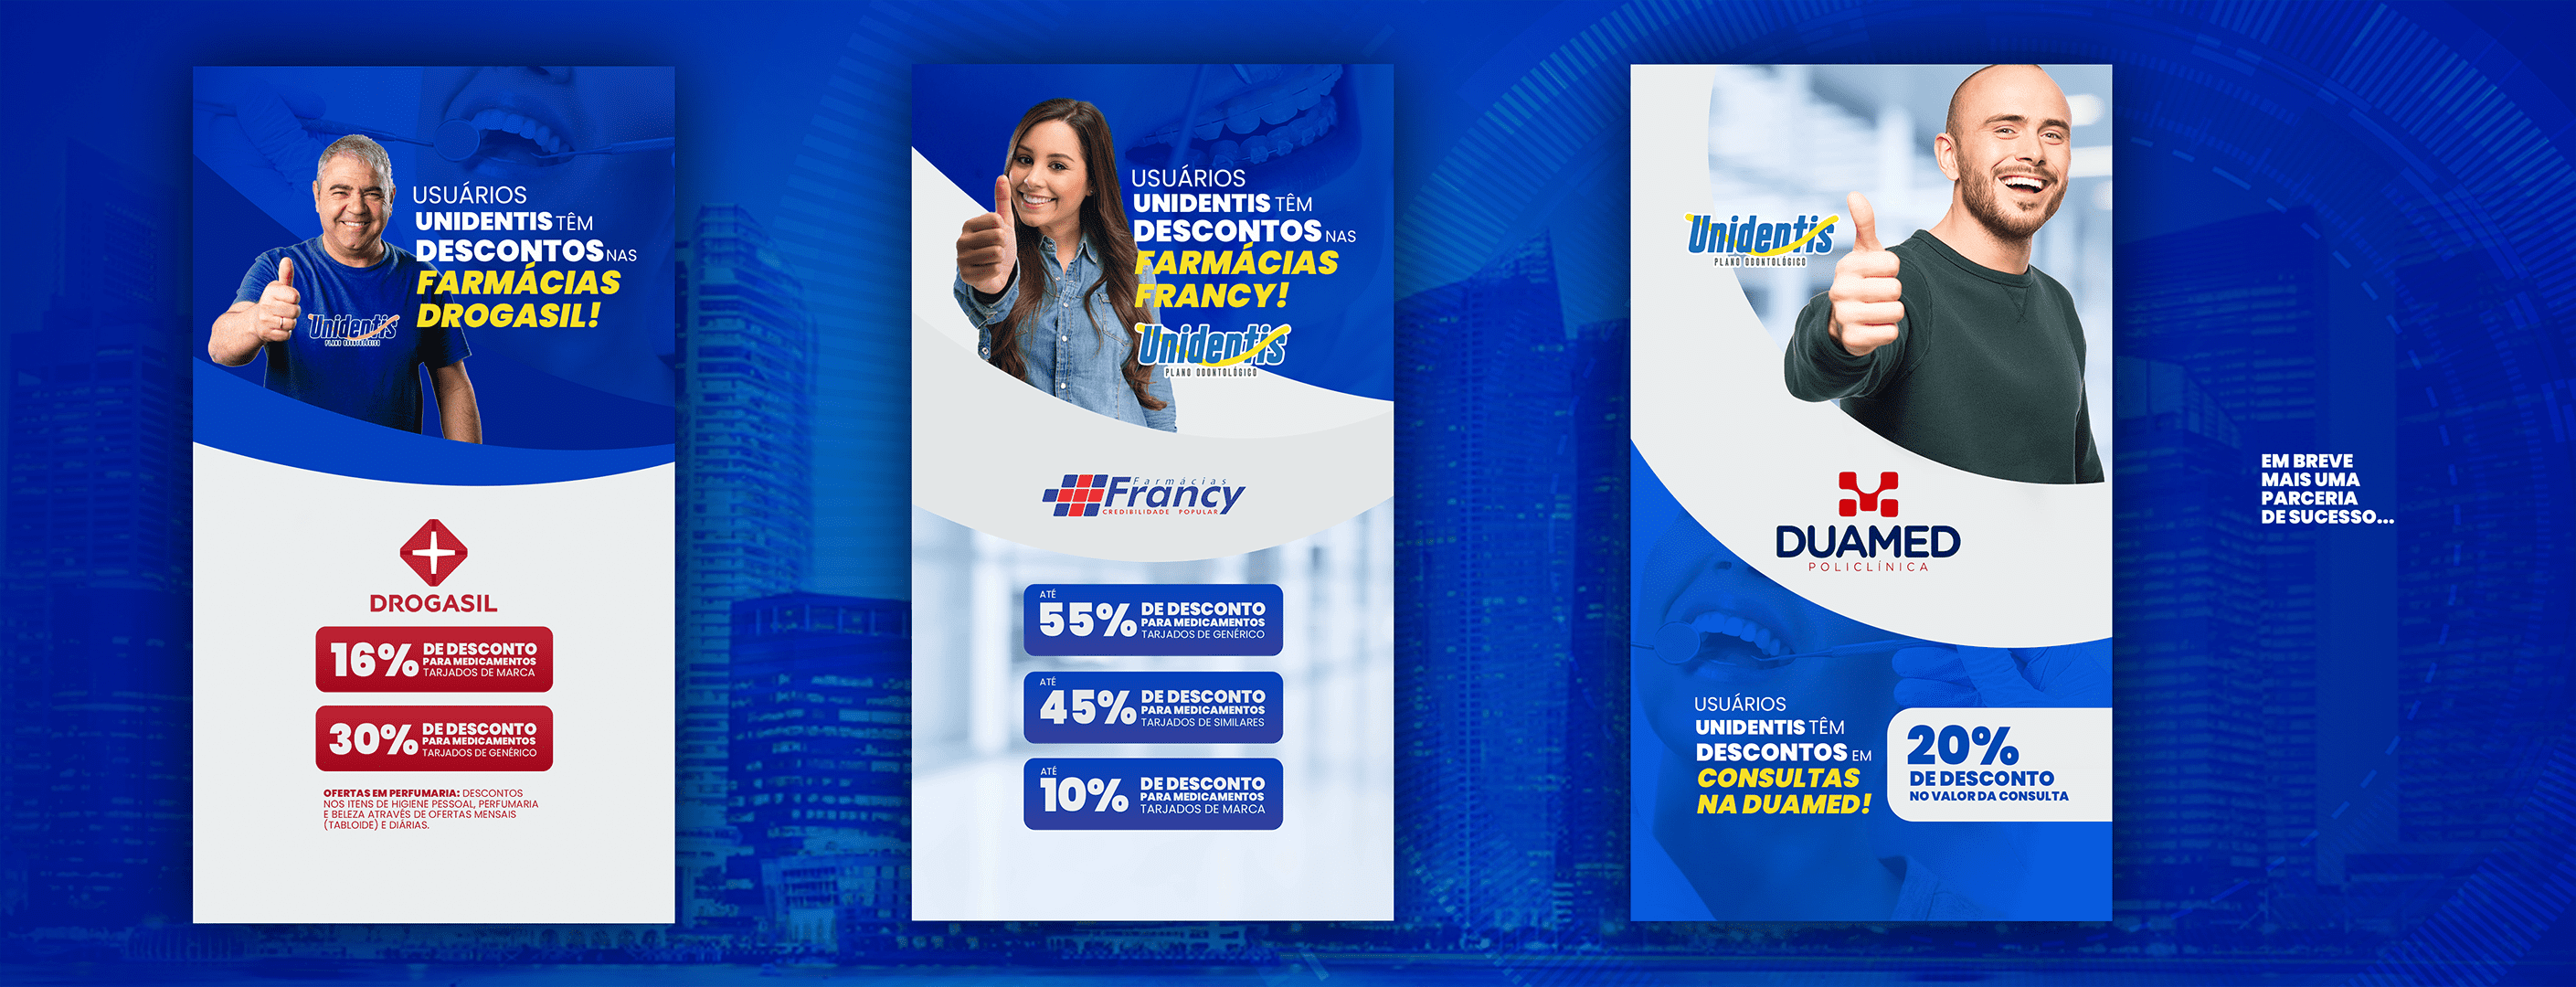 USUÁRIOS
UNIDENTIS TÊM
DESCONTOS NAS
FARMÁCIAS
DROGASIL!
Unidentis
PLANO ODONTOLÓGICO
DROGASIL
16% DE DESCONTO
PARA MEDICAMENTOS
TARJADOS DE MARCA
30% DE DESCONTO
PARA MEDICAMENTOS
TARJADOS DE GENÉRICO
OFERTAS EM PERFUMARIA: DESCONTOS
NOS ITENS DE HIGIENE PESSOAL, PERFUMARIA
E BELEZA ATRAVÉS DE OFERTAS MENSAIS
(TABLOIDE) E DIÁRIAS.
USUÁRIOS
UNIDENTIS TÊM
DESCONTOS NAS
FARMÁCIAS
FRANCY!
Unidentis
PLANO ODONTOLÓGICO
Farmácias
Francy
CREDIBILIDADE POPULAR
ATÉ
55% DE DESCONTO
PARA MEDICAMENTOS
TARJADOS DE GENÉRICO
ATÉ
45% DE DESCONTO
PARA MEDICAMENTOS
TARJADOS DE SIMILARES
ATÉ
10% DE DESCONTO
PARA MEDICAMENTOS
TARJADOS DE MARCA
Unidentis
PLANO ODONTOLÓGICO
DUAMED
POLICLÍNICA
USUÁRIOS
UNIDENTIS TÊM
DESCONTOS EM
CONSULTAS
NA DUAMED!
20%
DE DESCONTO
NO VALOR DA CONSULTA
EM BREVE
MAIS UMA
PARCERIA
DE SUCESSO...